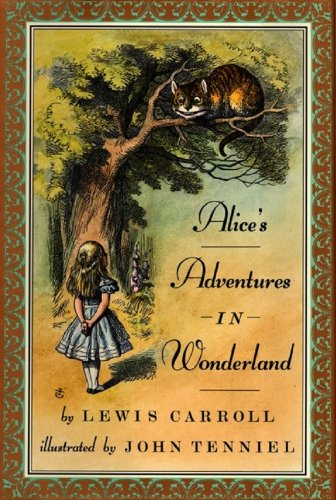 Alice's
Adventures
–IN–
Wonderland
by LEWIS CARROLL
illustrated by JOHN TENNIEL